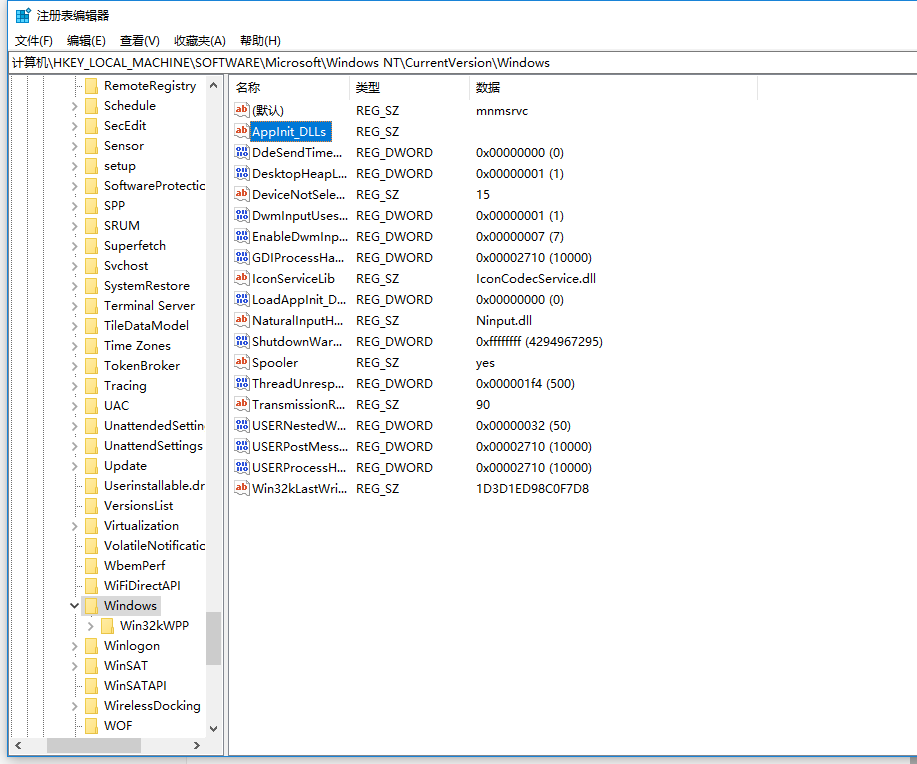 注册表编辑器
文件(F) 编辑(E) 查看(V) 收藏夹(A) 帮助(H)
计算机\HKEY_LOCAL_MACHINE\SOFTWARE\Microsoft\Windows NT\CurrentVersion\Windows
RemoteRegistry
Schedule
SecEdit
Sensor
setup
SoftwareProtectic
SPP
SRUM
Superfetch
Svchost
SystemRestore
Terminal Server
TileDataModel
Time Zones
TokenBroker
Tracing
UAC
UnattendedSettin
UnattendSettings
Update
Userinstallable.dr
VersionsList
Virtualization
VolatileNotificatic
WbemPerf
WiFiDirectAPI
Windows
Win32kWPP
Winlogon
WinSAT
WinSATAPI
WirelessDocking
WOF
名称 类型 数据
(默认) REG_SZ mnmsrvc
AppInit_DLLs REG_SZ
DdeSendTime... REG_DWORD 0x00000000 (0)
DesktopHeapL... REG_DWORD 0x00000001 (1)
DeviceNotSele... REG_SZ 15
DwmInputUses... REG_DWORD 0x00000001 (1)
EnableDwmInp... REG_DWORD 0x00000007 (7)
GDIProcessHa... REG_DWORD 0x00002710 (10000)
IconServiceLib REG_SZ IconCodecService.dll
LoadAppInit_D... REG_DWORD 0x00000000 (0)
NaturalInputH... REG_SZ Ninput.dll
ShutdownWar... REG_DWORD 0xffffffff (4294967295)
Spooler REG_SZ yes
ThreadUnresp... REG_DWORD 0x000001f4 (500)
TransmissionR... REG_SZ 90
USERNestedW... REG_DWORD 0x00000032 (50)
USERPostMess... REG_DWORD 0x00002710 (10000)
USERProcessH... REG_DWORD 0x00002710 (10000)
Win32kLastWri... REG_SZ 1D3D1ED98C0F7D8